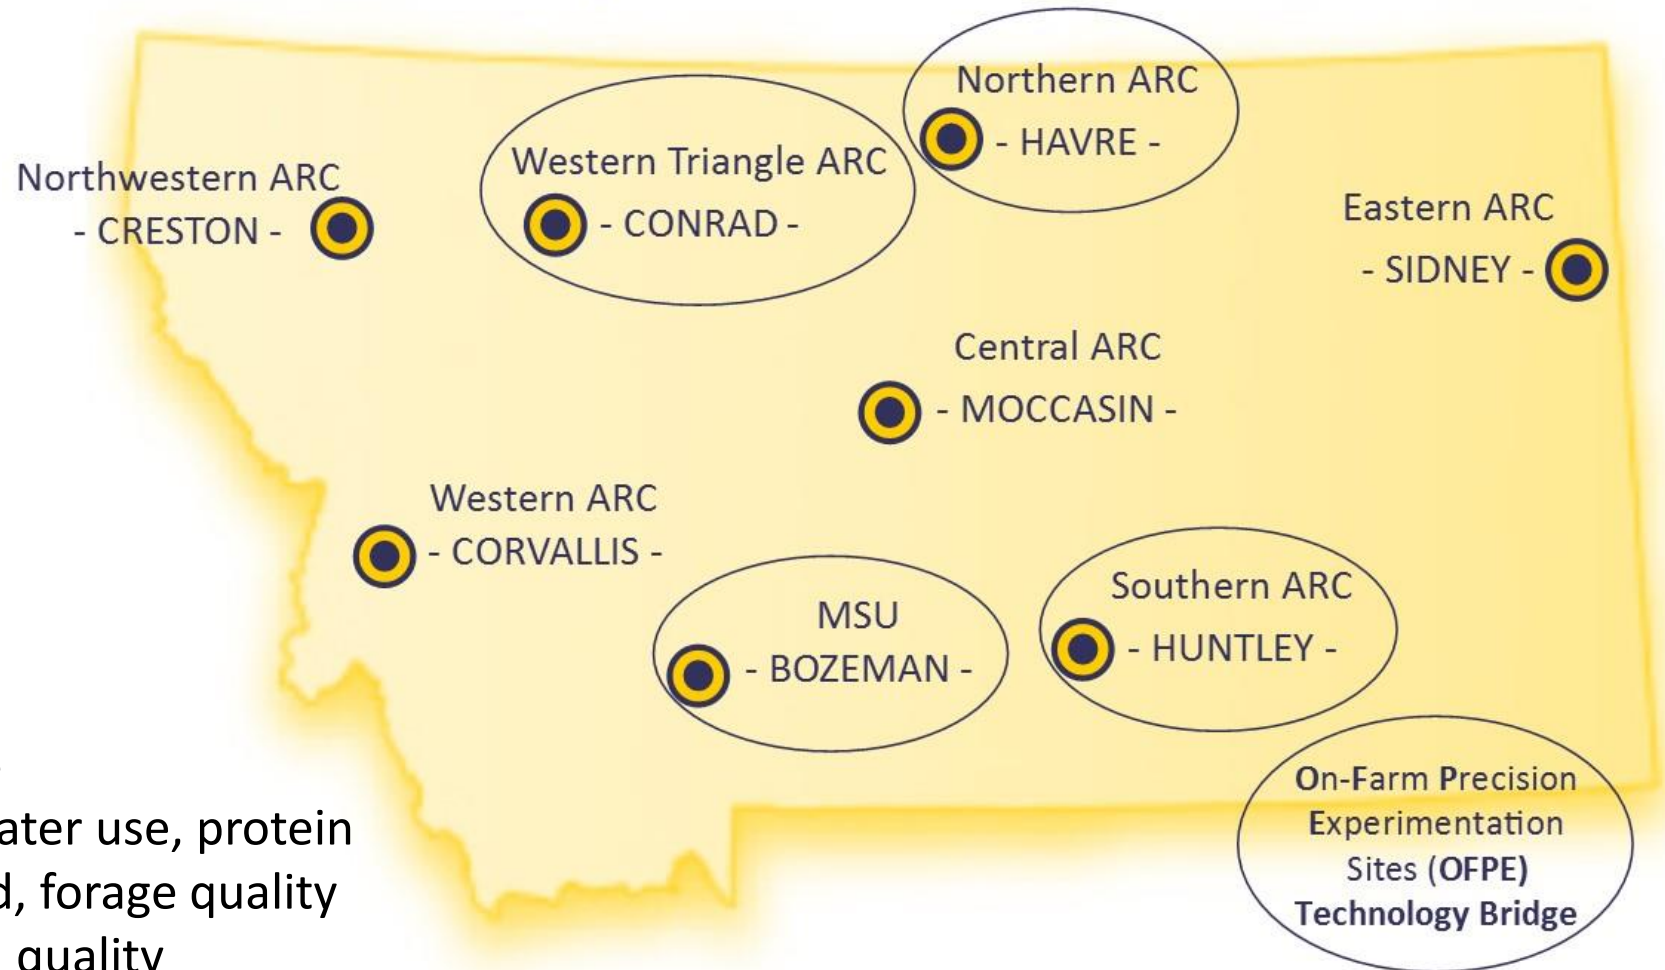 Northern ARC
- HAVRE -
Western Triangle ARC
- CONRAD -
Northwestern ARC
- CRESTON -
Eastern ARC
- SIDNEY -
Central ARC
- MOCCASIN -
Western ARC
- CORVALLIS -
MSU
- BOZEMAN -
Southern ARC
- HUNTLEY -
On-Farm Precision
Experimentation
Sites (OFPE)
Technology Bridge
use, protein
forage quality
quality